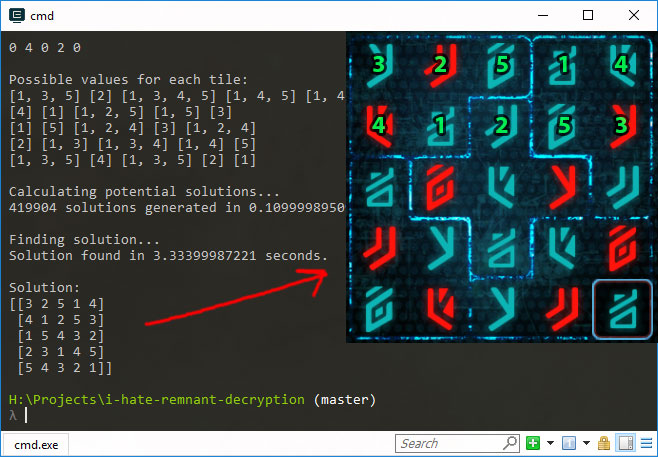 cmd
0 4 0 2 0
Possible values for each tile:
[1, 3, 5] [2] [1, 3, 4, 5] [1, 4, 5] [1, 4
[4] [1] [1, 2, 5] [1, 5] [3]
[1] [5] [1, 2, 4] [3] [1, 2, 4]
[2] [1, 3] [1, 3, 4] [1, 4] [5]
[1, 3, 5] [4] [1, 3, 5] [2] [1]
Calculating potential solutions...
419904 solutions generated in 0.1099998950
Finding solution...
Solution found in 3.33399987221 seconds.
Solution:
[[3 2 5 1 4]
[4 1 2 5 3]
[1 5 4 3 2]
[2 3 1 4 5]
[5 4 3 2 1]]
H:\Projects\i-hate-remnant-decryption (master)
λ
3 2 5 1 4
4 1 2 5 3
cmd.exe
Search
1